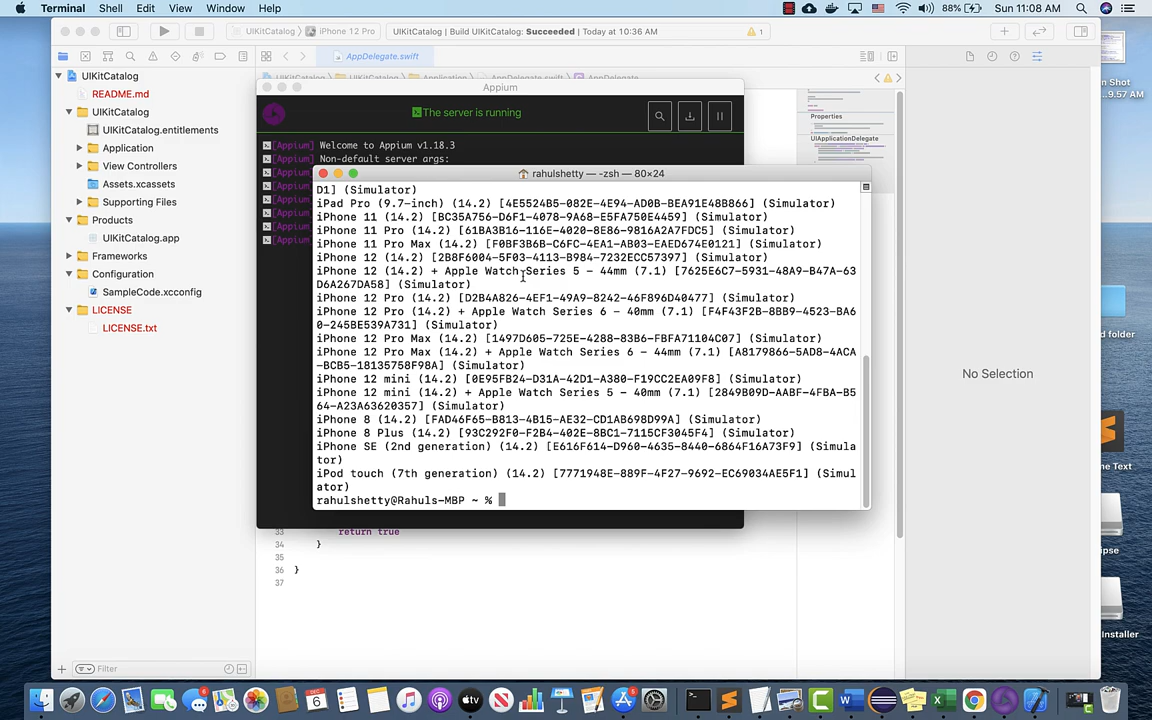 Terminal Shell Edit View Window Help 88% Sun 11:08 AM
UIKitCatalog iPhone 12 Pro UIKitCatalog | Build UIKitCatalog: Succeeded | Today at 10:36 AM 1
AppDelegate.swift
UIKitCatalog
README.md
UIKitCatalog
UIKitCatalog.entitlements
Application
View Controllers
Assets.xcassets
Supporting Files
Products
UIKitCatalog.app
Frameworks
Configuration
SampleCode.xcconfig
LICENSE
LICENSE.txt
Filter
Appium
The server is running
[Appium] Welcome to Appium v1.18.3
[Appium] Non-default server args:
[Appium]
[Appium]
[Appium]
[Appium]
[Appium]
[Appium]
rahulshetty — -zsh — 80×24
D1] (Simulator)
iPad Pro (9.7-inch) (14.2) [4E5524B5-082E-4E94-AD0B-BEA91E48B866] (Simulator)
iPhone 11 (14.2) [BC35A756-D6F1-4078-9A68-E5FA750E4459] (Simulator)
iPhone 11 Pro (14.2) [61BA3B16-116E-4020-8E86-9816A2A7FDC5] (Simulator)
iPhone 11 Pro Max (14.2) [F0BF3B6B-C6FC-4EA1-AB03-EAED674E0121] (Simulator)
iPhone 12 (14.2) [2B8F6004-5F03-4113-B984-7232ECC57397] (Simulator)
iPhone 12 (14.2) + Apple Watch Series 5 - 44mm (7.1) [7625E6C7-5931-48A9-B47A-63
D6A267DA58] (Simulator)
iPhone 12 Pro (14.2) [D2B4A826-4EF1-49A9-8242-46F896D40477] (Simulator)
iPhone 12 Pro (14.2) + Apple Watch Series 6 - 40mm (7.1) [F4F43F2B-8BB9-4523-BA6
0-245BE539A731] (Simulator)
iPhone 12 Pro Max (14.2) [1497D605-725E-4288-83B6-FBFA71104C07] (Simulator)
iPhone 12 Pro Max (14.2) + Apple Watch Series 6 - 44mm (7.1) [A8179866-5AD8-4ACA
-BCB5-18135758F98A] (Simulator)
iPhone 12 mini (14.2) [0E95FB24-D31A-42D1-A380-F19CC2EA09F8] (Simulator)
iPhone 12 mini (14.2) + Apple Watch Series 5 - 40mm (7.1) [2849B09D-AABF-4FBA-B5
64-A23A63620357] (Simulator)
iPhone 8 (14.2) [FAD46F65-B813-4B15-AE32-CD1AB698D99A] (Simulator)
iPhone 8 Plus (14.2) [93C292F0-F2B4-402E-8BC1-7115CF3045F4] (Simulator)
iPhone SE (2nd generation) (14.2) [E616F614-D960-4635-8440-6864F16A73F9] (Simula
tor)
iPod touch (7th generation) (14.2) [7771948E-889F-4F27-9692-EC69034AE5F1] (Simul
ator)
rahulshetty@Rahuls-MBP ~ %
33 return true
34 }
35
36 }
37
Properties
UIApplicationDelegate
No Selection